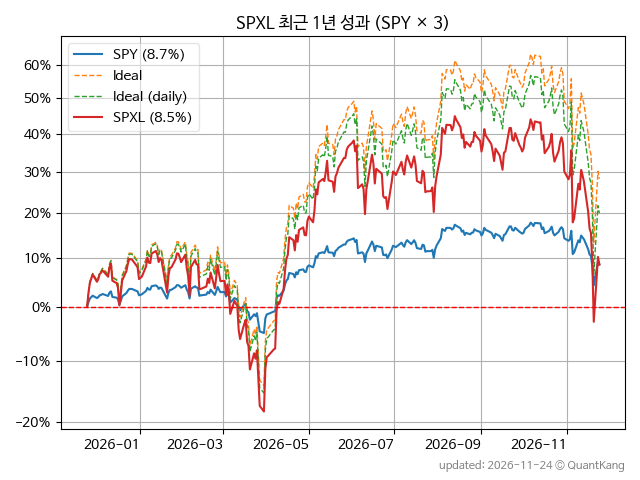 SPXL 최근 1년 성과 (SPY × 3)
SPY (8.7%)
Ideal
Ideal (daily)
SPXL (8.5%)
60%
50%
40%
30%
20%
10%
0%
−10%
−20%
2026-01 2026-03 2026-05 2026-07 2026-09 2026-11
updated: 2026-11-24 © QuantKang